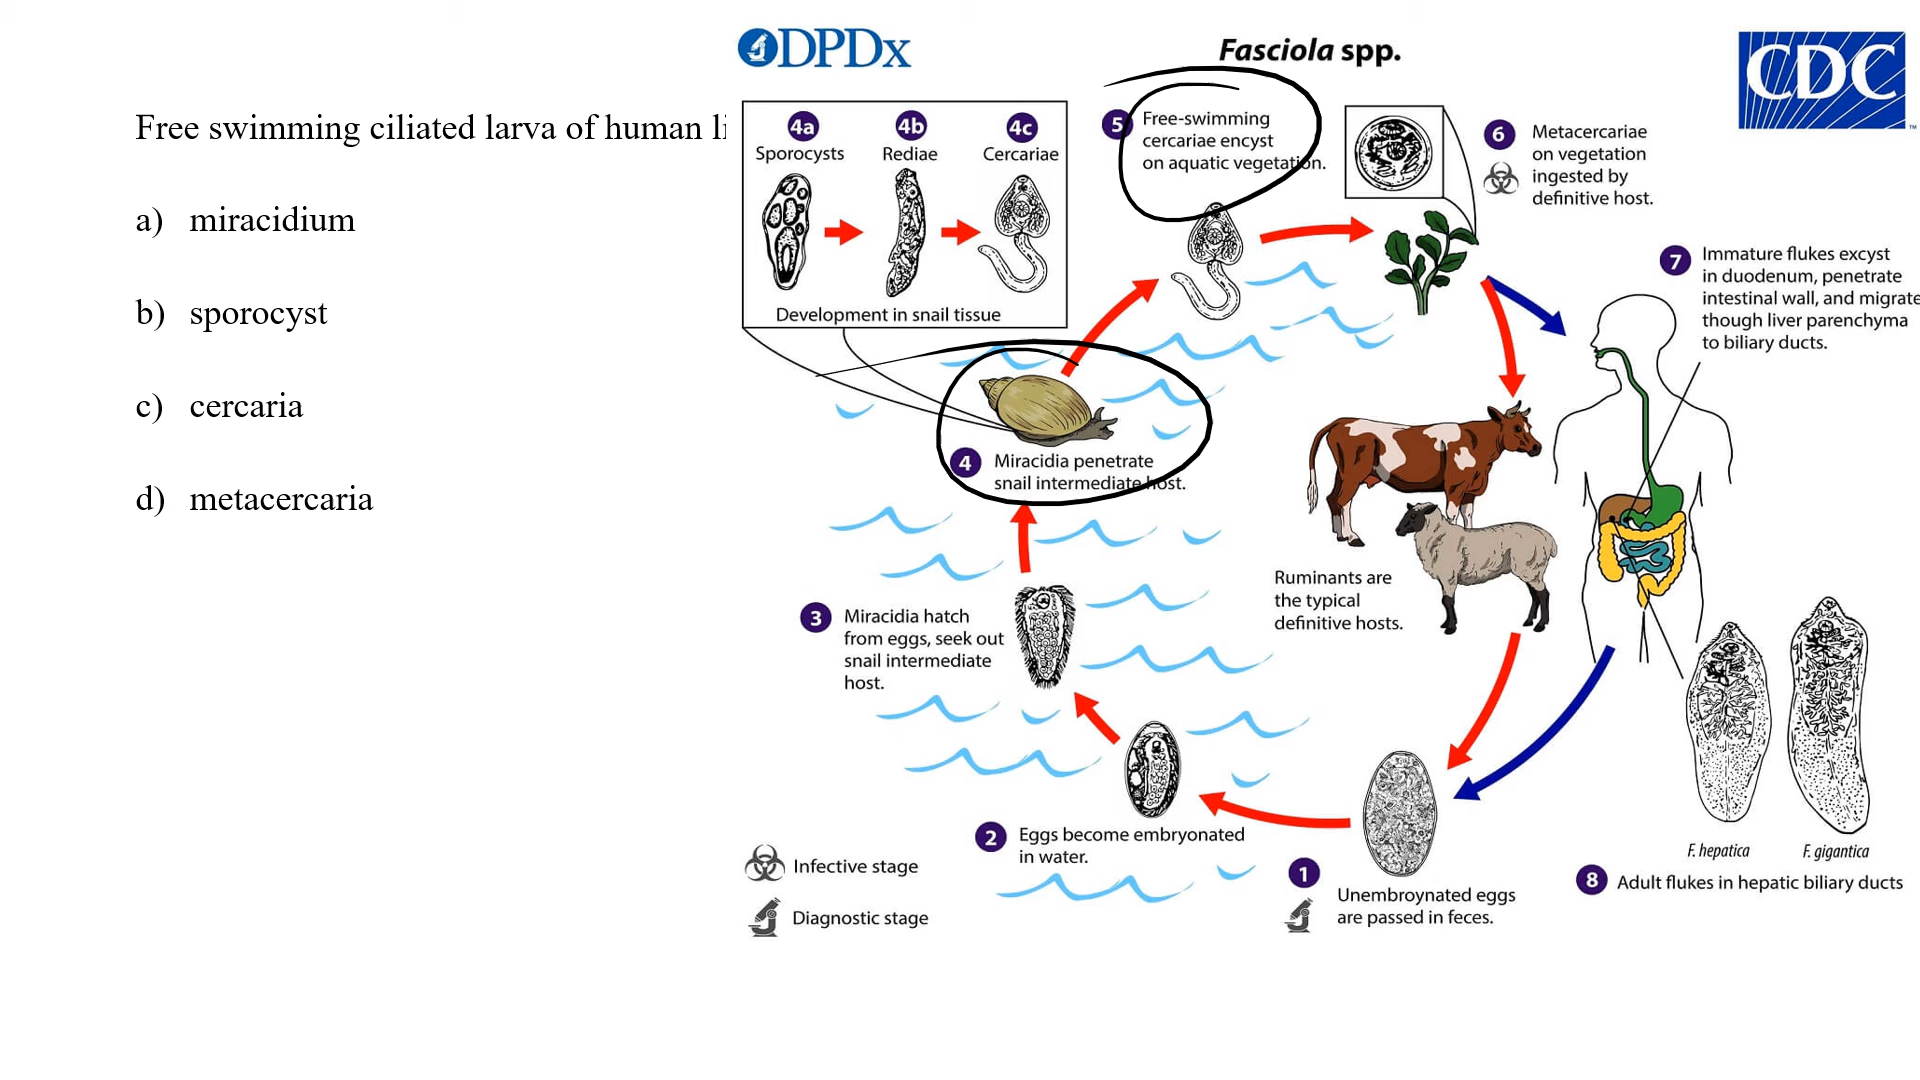 DPDx
Fasciola spp.
CDC
TM
Free swimming ciliated larva of human
a) miracidium
b) sporocyst
c) cercaria
d) metacercaria
4a
Sporocysts
4b
Rediae
4c
Cercariae
Development in snail tissue
5
Free-swimming
cercariae encyst
on aquatic vegetation.
6
Metacercariae
on vegetation
ingested by
definitive host.
7
Immature flukes excyst
in duodenum, penetrate
intestinal wall, and migrate
though liver parenchyma
to biliary ducts.
4
Miracidia penetrate
snail intermediate host.
3
Miracidia hatch
from eggs, seek out
snail intermediate
host.
Ruminants are
the typical
definitive hosts.
2
Eggs become embryonated
in water.
1
Unembroynated eggs
are passed in feces.
F. hepatica
F. gigantica
8
Adult flukes in hepatic biliary ducts
Infective stage
Diagnostic stage